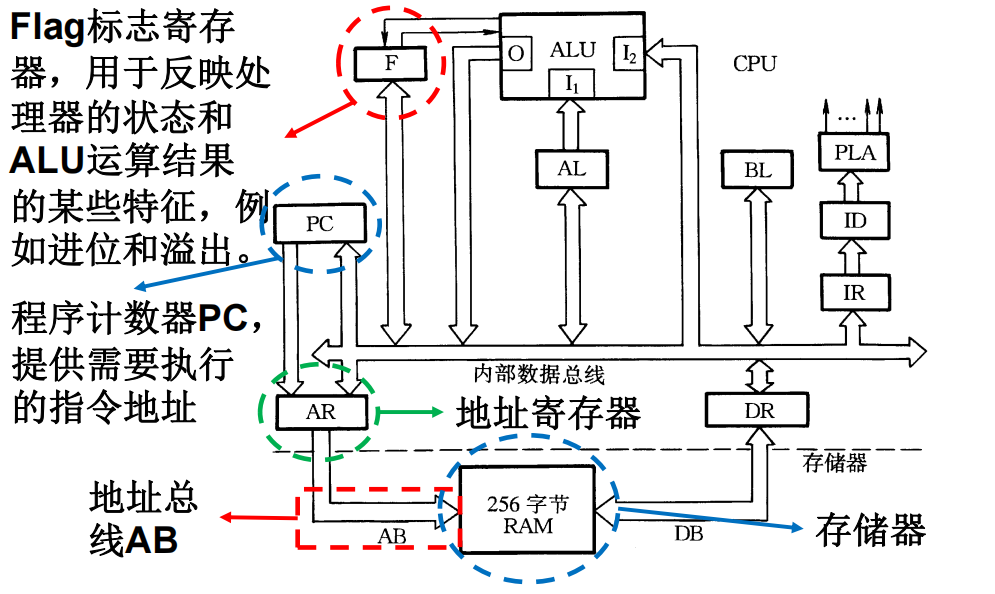 Flag标志寄存
器，用于反映处
理器的状态和
ALU运算结果
的某些特征，例
如进位和溢出。
程序计数器PC，
提供需要执行
的指令地址
F
O
ALU
I₂
I₁
CPU
AL
BL
...
PLA
ID
IR
PC
内部数据总线
AR
地址寄存器
DR
存储器
地址总
线AB
AB
256 字节
RAM
DB
存储器